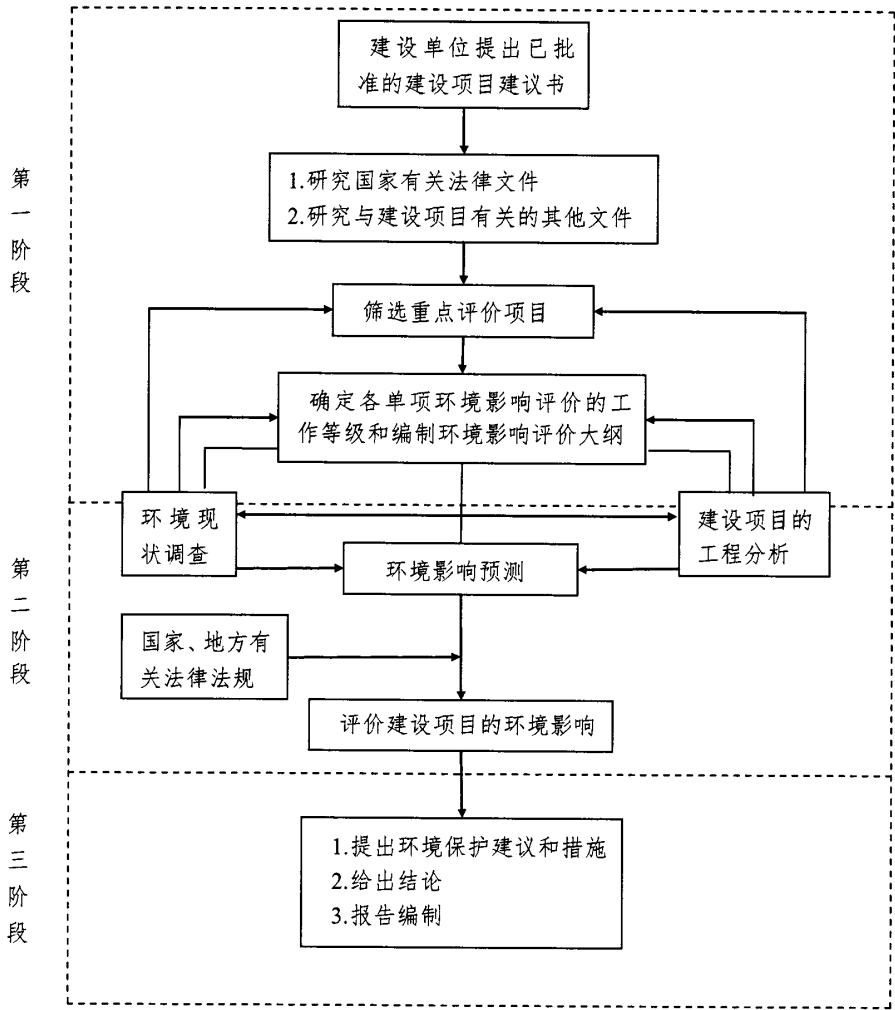 建设单位提出已批
准的建设项目建议书
第一阶段
1.研究国家有关法律文件
2.研究与建设项目有关的其他文件
筛选重点评价项目
确定各单项环境影响评价的工
作等级和编制环境影响评价大纲
第二阶段
环境现
状调查
建设项目的
工程分析
环境影响预测
国家、地方有
关法律法规
评价建设项目的环境影响
第三阶段
1.提出环境保护建议和措施
2.给出结论
3.报告编制